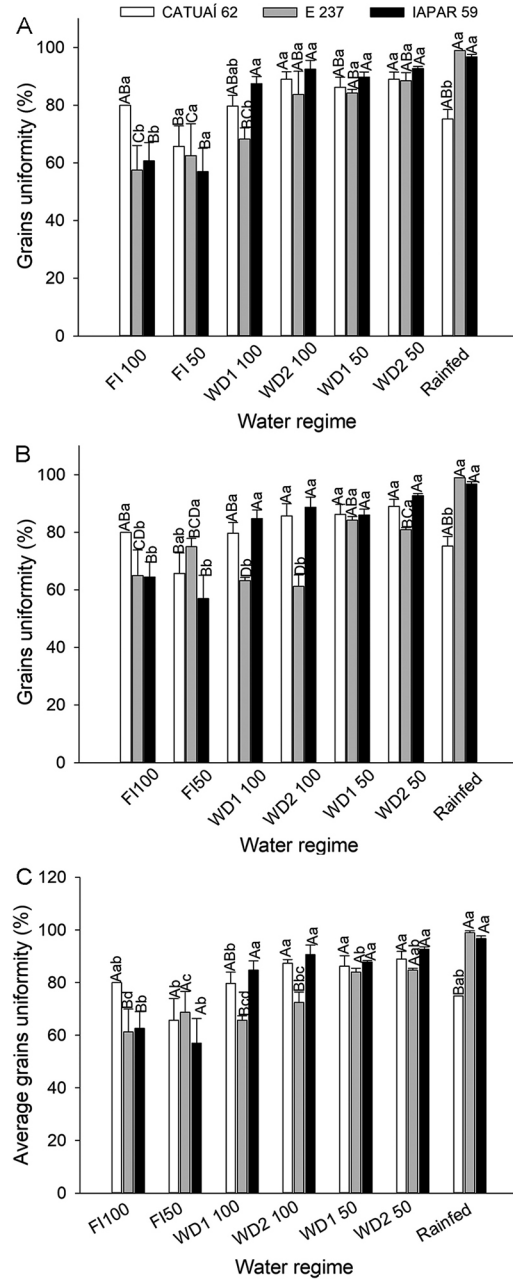 CATUAÍ 62 E 237 IAPAR 59
A
Grains uniformity (%)
100
80
60
40
20
0
ABa Cb Bb Ba Ca Ba ABab BCb Aa Aa ABa Aa ABa ABa Aa Aa ABa Aa ABb Aa Aa
FI 100 FI 50 WD1 100 WD2 100 WD1 50 WD2 50 Rainfed
Water regime
B
Grains uniformity (%)
100
80
60
40
20
0
ABa CDb Bb Bab BCDa Bb ABa Db Aa Aa Db Aa Aa ABa Aa Aa BCa Aa ABb Aa Aa
FI100 FI50 WD1 100 WD2 100 WD1 50 WD2 50 Rainfed
Water regime
C
Average grains uniformity (%)
120
100
80
60
40
20
0
Aab Bd Bb Ab Ac Ab ABb Bcd Aa Aa Bbc Aa Aa Ab Aa Aa Aab Aa Bab Aa Aa
FI100 FI50 WD1 100 WD2 100 WD1 50 WD2 50 Rainfed
Water regime